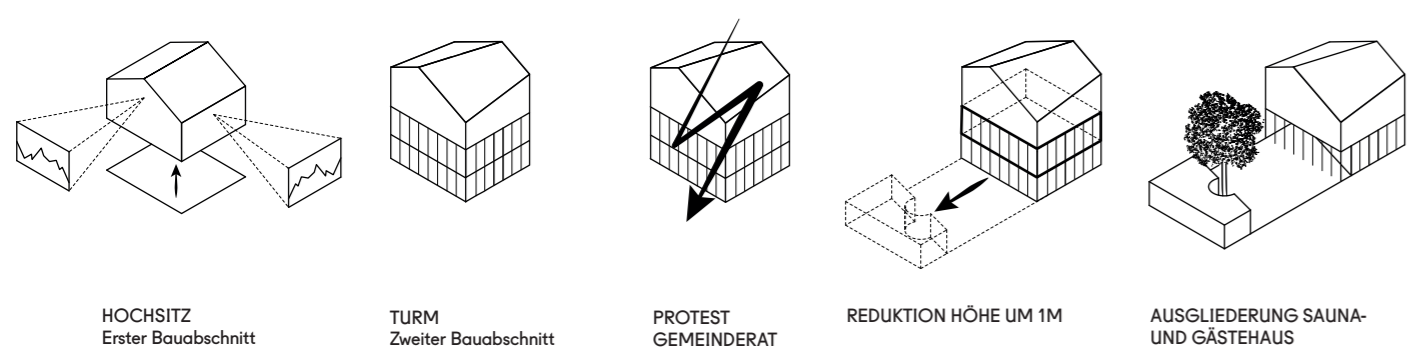 HOCHSITZ
Erster Bauabschnitt
TURM
Zweiter Bauabschnitt
PROTEST
GEMEINDERAT
REDUKTION HÖHE UM 1M
AUSGLIEDERUNG SAUNA-
UND GÄSTEHAUS